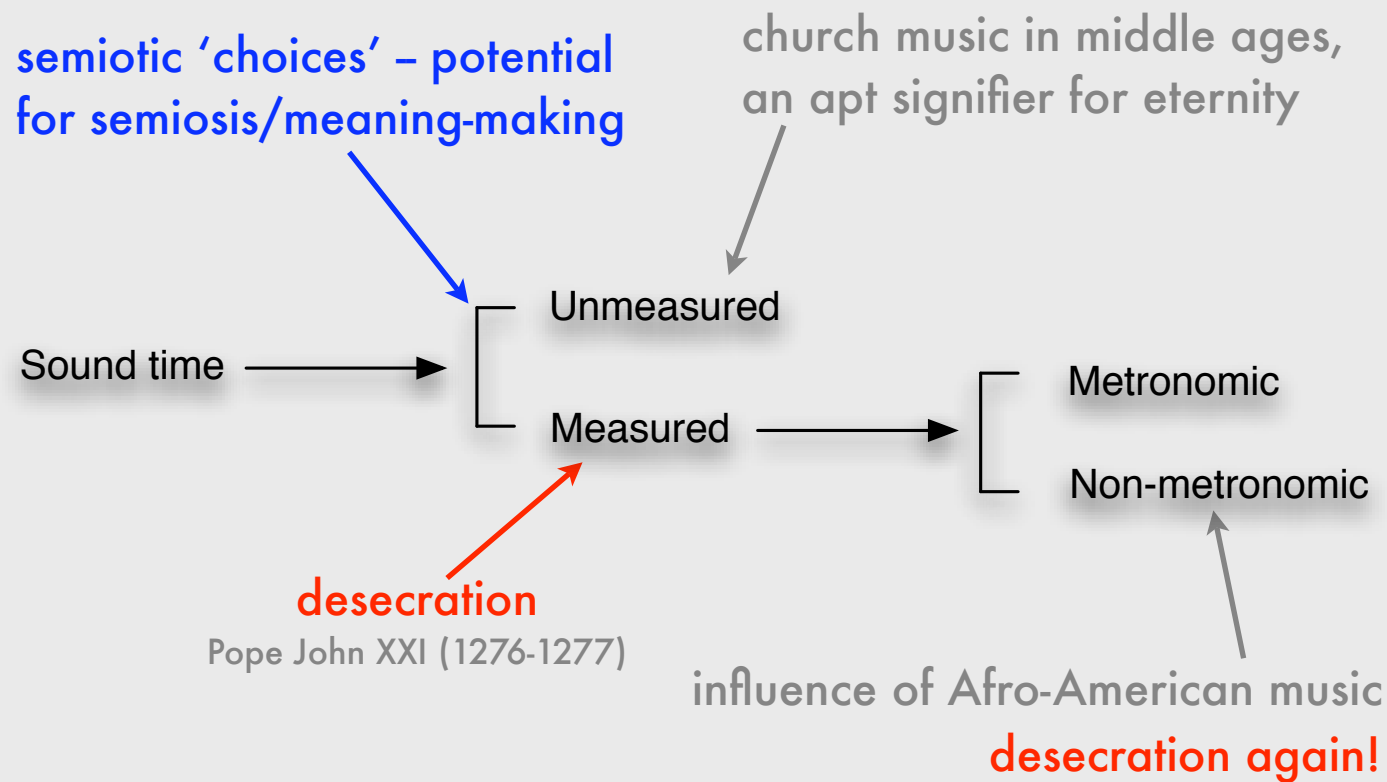 semiotic ‘choices’ – potential
for semiosis/meaning-making
church music in middle ages,
an apt signifier for eternity
Unmeasured
Sound time
Measured
Metronomic
Non-metronomic
desecration
Pope John XXI (1276-1277)
influence of Afro-American music
desecration again!